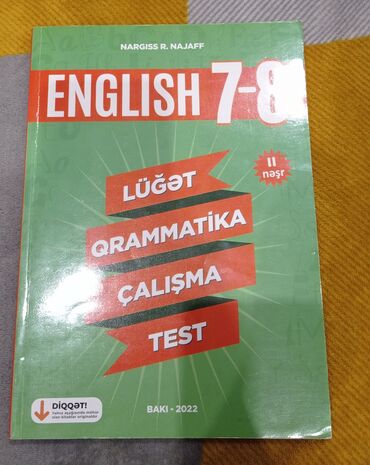 NARGISS R. NAJAFF
ENGLISH 7-8
II
nəşr
LÜĞƏT
QRAMMATİKA
ÇALIŞMA
TEST
DİQQƏT!
BAKI - 2022